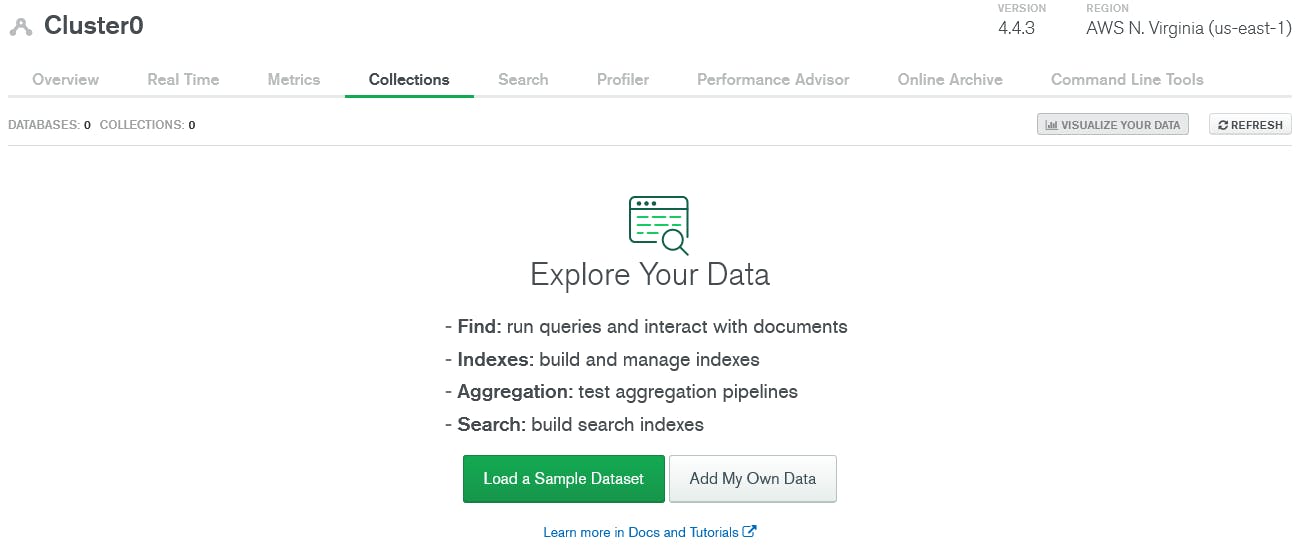 Cluster0
VERSION
4.4.3
REGION
AWS N. Virginia (us-east-1)
Overview Real Time Metrics Collections Search Profiler Performance Advisor Online Archive Command Line Tools
DATABASES: 0 COLLECTIONS: 0
VISUALIZE YOUR DATA
REFRESH
Explore Your Data
- Find: run queries and interact with documents
- Indexes: build and manage indexes
- Aggregation: test aggregation pipelines
- Search: build search indexes
Load a Sample Dataset
Add My Own Data
Learn more in Docs and Tutorials